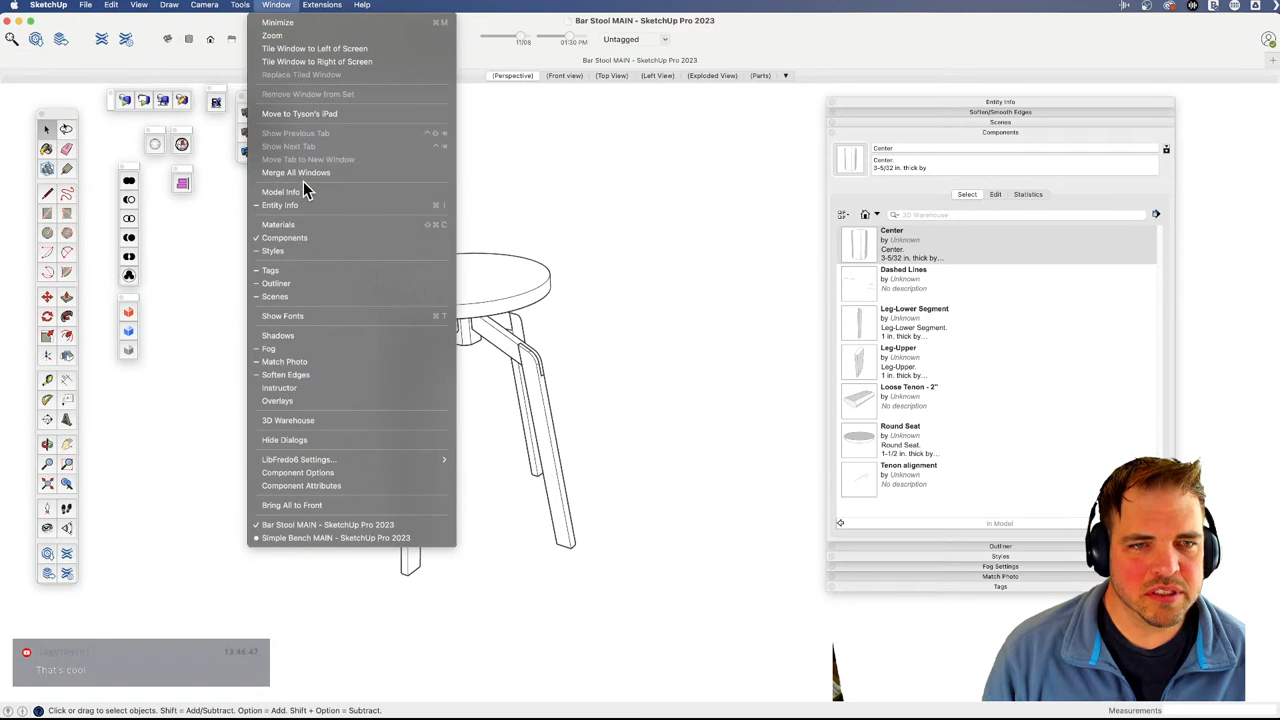 SketchUp File Edit View Draw Camera Tools Window Extensions Help
Bar Stool MAIN - SketchUp Pro 2023
11/08 01:30 PM Untagged
Bar Stool MAIN - SketchUp Pro 2023
(Perspective) (Front view) (Top View) (Left View) (Exploded View) (Parts)
Minimize ⌘ M
Zoom
Tile Window to Left of Screen
Tile Window to Right of Screen
Replace Tiled Window
Remove Window from Set
Move to Tyson's iPad
Show Previous Tab
Show Next Tab
Move Tab to New Window
Merge All Windows
Model Info
Entity Info ⌘ I
Materials ⇧ ⌘ C
Components
Styles
Tags
Outliner
Scenes
Show Fonts ⌘ T
Shadows
Fog
Match Photo
Soften Edges
Instructor
Overlays
3D Warehouse
Hide Dialogs
LibFredo6 Settings...
Component Options
Component Attributes
Bring All to Front
Bar Stool MAIN - SketchUp Pro 2023
Simple Bench MAIN - SketchUp Pro 2023
Entity Info
Soften/Smooth Edges
Scenes
Components
Center
Center.
3-5/32 in. thick by
Select Edit Statistics
3D Warehouse
Center
by Unknown
Center.
3-5/32 in. thick by...
Dashed Lines
by Unknown
No description
Leg-Lower Segment
by Unknown
Leg-Lower Segment.
1 in. thick by...
Leg-Upper
by Unknown
Leg-Upper.
1 in. thick by...
Loose Tenon - 2"
by Unknown
No description
Round Seat
by Unknown
Round Seat.
1-1/2 in. thick by...
Tenon alignment
by Unknown
No description
In Model
Outliner
Styles
Fog Settings
Match Photo
Tags
13:46:47
That's cool
Click or drag to select objects. Shift = Add/Subtract. Option = Add. Shift + Option = Subtract.
Measurements